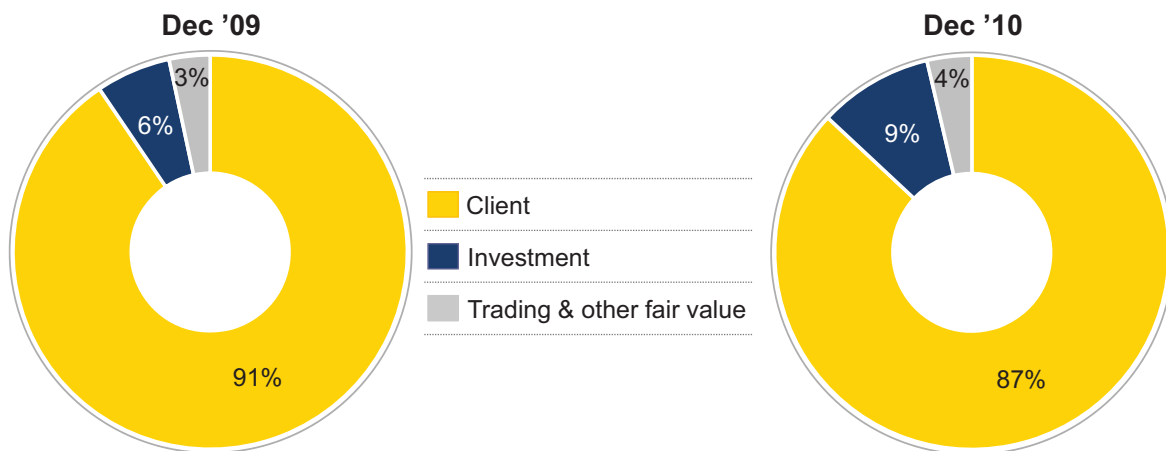 Dec ’09
3%
6%
91%
Client
Investment
Trading & other fair value
Dec ’10
4%
9%
87%